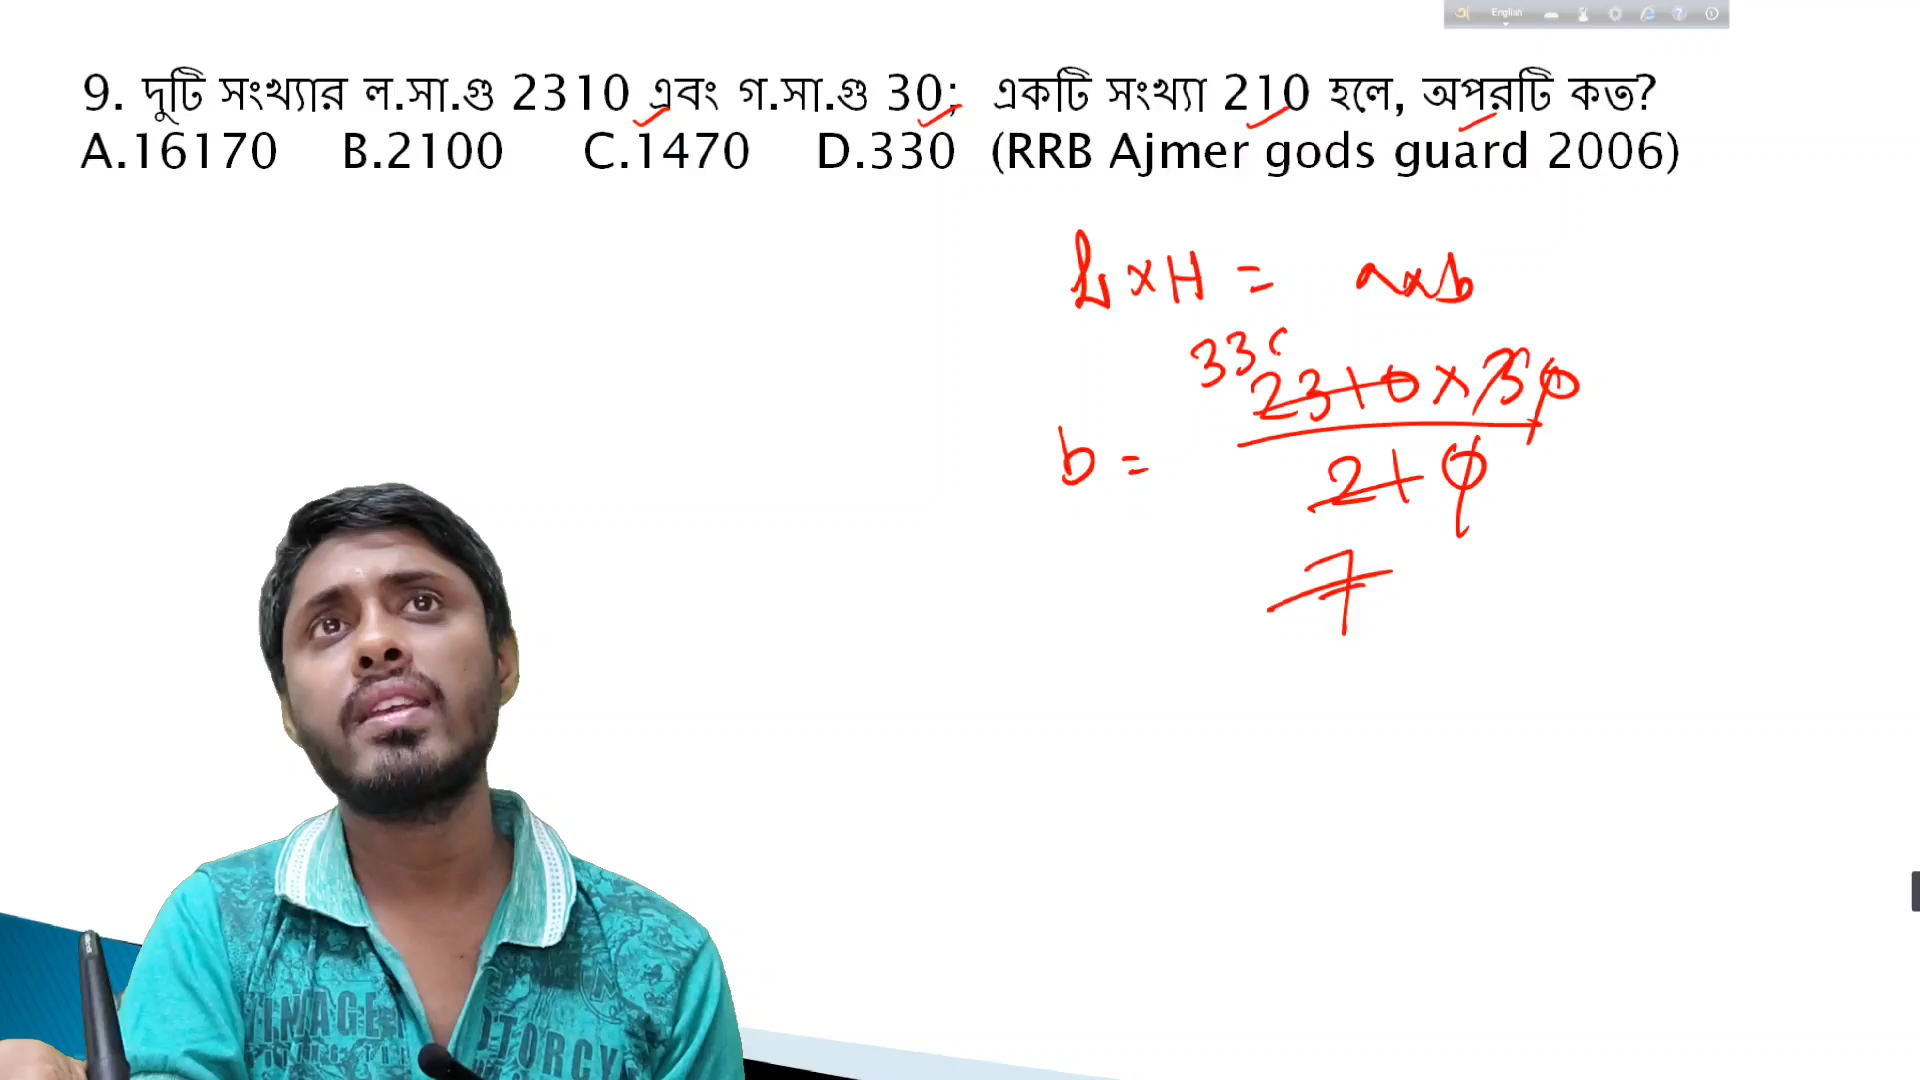 English
9. দুটি সংখ্যার ল.সা.গু 2310 এবং গ.সা.গু 30; একটি সংখ্যা 210 হলে, অপরটি কত?
A.16170 B.2100 C.1470 D.330 (RRB Ajmer gods guard 2006)
L × H = a×b
330
2310 × 30
b =
210
7